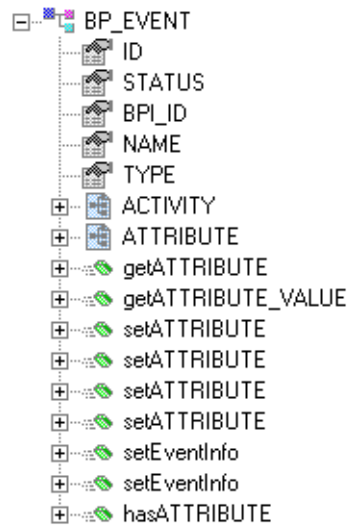 BP_EVENT
ID
STATUS
BPI_ID
NAME
TYPE
ACTIVITY
ATTRIBUTE
getATTRIBUTE
getATTRIBUTE_VALUE
setATTRIBUTE
setATTRIBUTE
setATTRIBUTE
setATTRIBUTE
setEventInfo
setEventInfo
hasATTRIBUTE